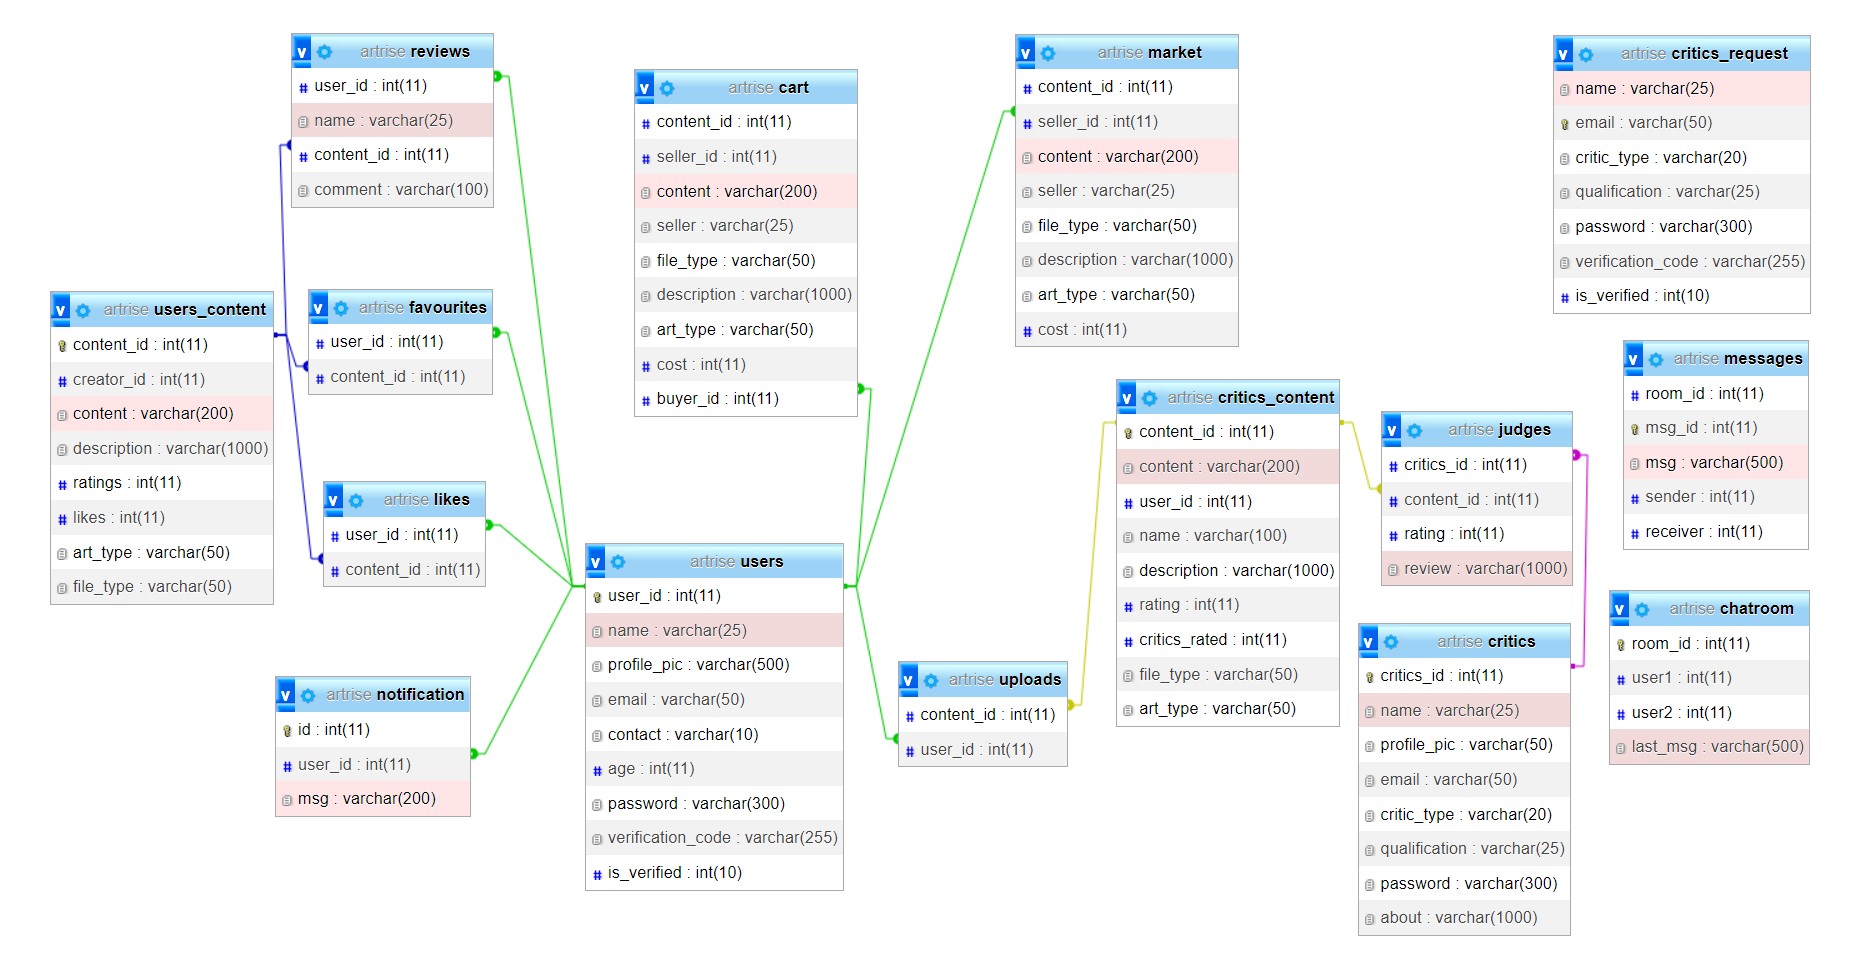 artrise reviews
user_id : int(11)
name : varchar(25)
content_id : int(11)
comment : varchar(100)
artrise cart
content_id : int(11)
seller_id : int(11)
content : varchar(200)
seller : varchar(25)
file_type : varchar(50)
description : varchar(1000)
art_type : varchar(50)
cost : int(11)
buyer_id : int(11)
artrise market
content_id : int(11)
seller_id : int(11)
content : varchar(200)
seller : varchar(25)
file_type : varchar(50)
description : varchar(1000)
art_type : varchar(50)
cost : int(11)
artrise critics_request
name : varchar(25)
email : varchar(50)
critic_type : varchar(20)
qualification : varchar(25)
password : varchar(300)
verification_code : varchar(255)
is_verified : int(10)
artrise users_content
content_id : int(11)
creator_id : int(11)
content : varchar(200)
description : varchar(1000)
ratings : int(11)
likes : int(11)
art_type : varchar(50)
file_type : varchar(50)
artrise favourites
user_id : int(11)
content_id : int(11)
artrise likes
user_id : int(11)
content_id : int(11)
artrise notification
id : int(11)
user_id : int(11)
msg : varchar(200)
artrise users
user_id : int(11)
name : varchar(25)
profile_pic : varchar(500)
email : varchar(50)
contact : varchar(10)
age : int(11)
password : varchar(300)
verification_code : varchar(255)
is_verified : int(10)
artrise uploads
content_id : int(11)
user_id : int(11)
artrise critics_content
content_id : int(11)
content : varchar(200)
user_id : int(11)
name : varchar(100)
description : varchar(1000)
rating : int(11)
critics_rated : int(11)
file_type : varchar(50)
art_type : varchar(50)
artrise judges
critics_id : int(11)
content_id : int(11)
rating : int(11)
review : varchar(1000)
artrise critics
critics_id : int(11)
name : varchar(25)
profile_pic : varchar(50)
email : varchar(50)
critic_type : varchar(20)
qualification : varchar(25)
password : varchar(300)
about : varchar(1000)
artrise messages
room_id : int(11)
msg_id : int(11)
msg : varchar(500)
sender : int(11)
receiver : int(11)
artrise chatroom
room_id : int(11)
user1 : int(11)
user2 : int(11)
last_msg : varchar(500)